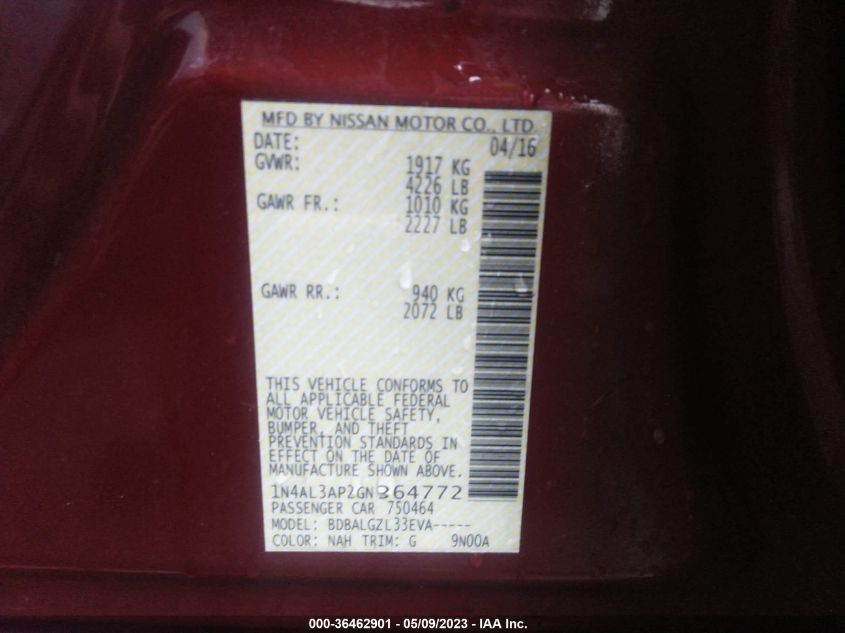 MFD BY NISSAN MOTOR CO., LTD.
DATE: 04/16
GVWR: 1917 KG
4226 LB
GAWR FR.: 1010 KG
2227 LB
GAWR RR.: 940 KG
2072 LB
THIS VEHICLE CONFORMS TO
ALL APPLICABLE FEDERAL
MOTOR VEHICLE SAFETY,
BUMPER, AND THEFT
PREVENTION STANDARDS IN
EFFECT ON THE DATE OF
MANUFACTURE SHOWN ABOVE.
1N4AL3AP2GN364772
PASSENGER CAR 750464
MODEL: BDBALGZL33EVA-----
COLOR: NAH TRIM: G 9N00A
000-36462901 - 05/09/2023 - IAA Inc.